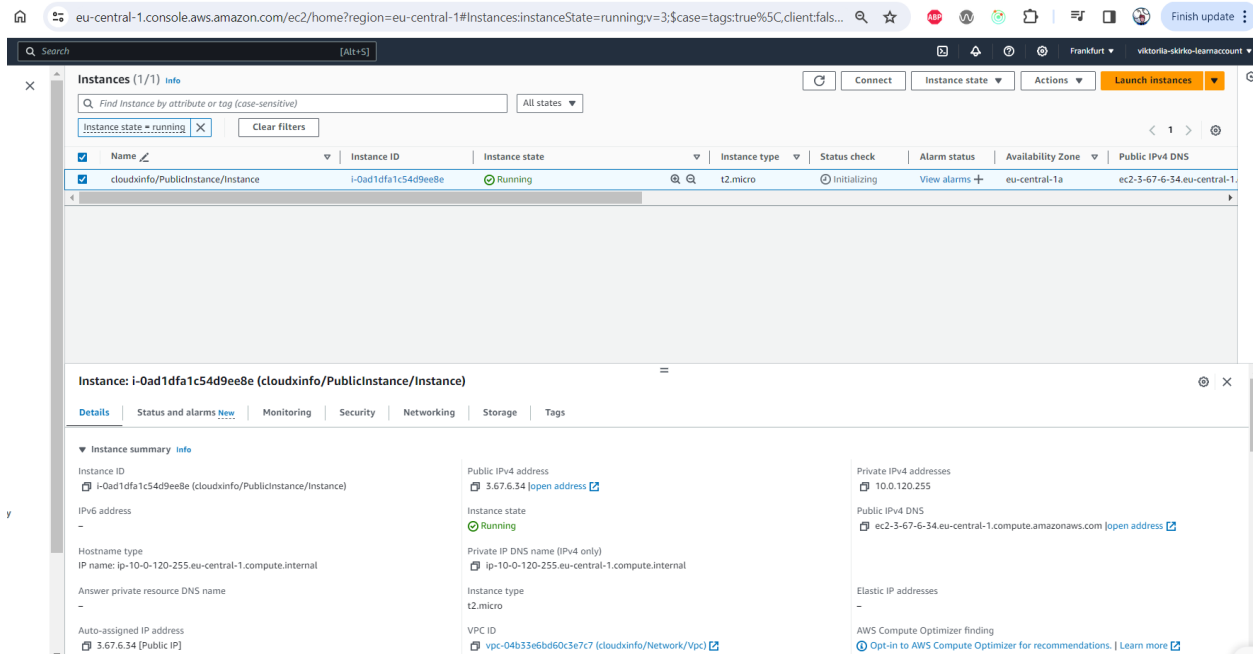 eu-central-1.console.aws.amazon.com/ec2/home?region=eu-central-1#Instances:instanceState=running;v=3;$case=tags:true%5C,client:fals... ABP Finish update
Search [Alt+S] Frankfurt ▼ viktoriia-skirko-learnaccount ▼
Instances (1/1) Info Connect Instance state ▼ Actions ▼ Launch instances ▼
Find Instance by attribute or tag (case-sensitive) All states ▼
Instance state = running X Clear filters < 1 >
Name Instance ID Instance state Instance type Status check Alarm status Availability Zone Public IPv4 DNS
cloudxinfo/PublicInstance/Instance i-0ad1dfa1c54d9ee8e Running t2.micro Initializing View alarms + eu-central-1a ec2-3-67-6-34.eu-central-1.
Instance: i-0ad1dfa1c54d9ee8e (cloudxinfo/PublicInstance/Instance)
Details Status and alarms New Monitoring Security Networking Storage Tags
▼ Instance summary Info
Instance ID Public IPv4 address Private IPv4 addresses
i-0ad1dfa1c54d9ee8e (cloudxinfo/PublicInstance/Instance) 3.67.6.34 |open address 10.0.120.255
y
IPv6 address Instance state Public IPv4 DNS
– Running ec2-3-67-6-34.eu-central-1.compute.amazonaws.com |open address
Hostname type Private IP DNS name (IPv4 only)
IP name: ip-10-0-120-255.eu-central-1.compute.internal ip-10-0-120-255.eu-central-1.compute.internal
Answer private resource DNS name Instance type Elastic IP addresses
– t2.micro –
Auto-assigned IP address VPC ID AWS Compute Optimizer finding
3.67.6.34 [Public IP] vpc-04b33e6bd60c3e7c7 (cloudxinfo/Network/Vpc) Opt-in to AWS Compute Optimizer for recommendations. | Learn more